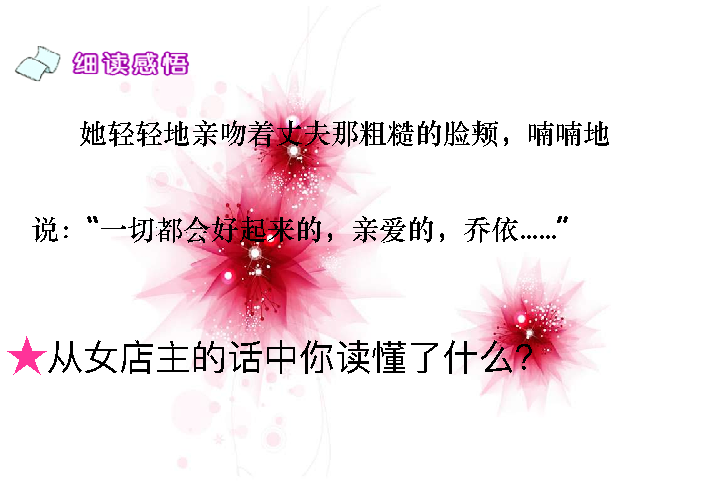 细读感悟
她轻轻地亲吻着丈夫那粗糙的脸颊，喃喃地
说：“一切都会好起来的，亲爱的，乔依……”
★从女店主的话中你读懂了什么？